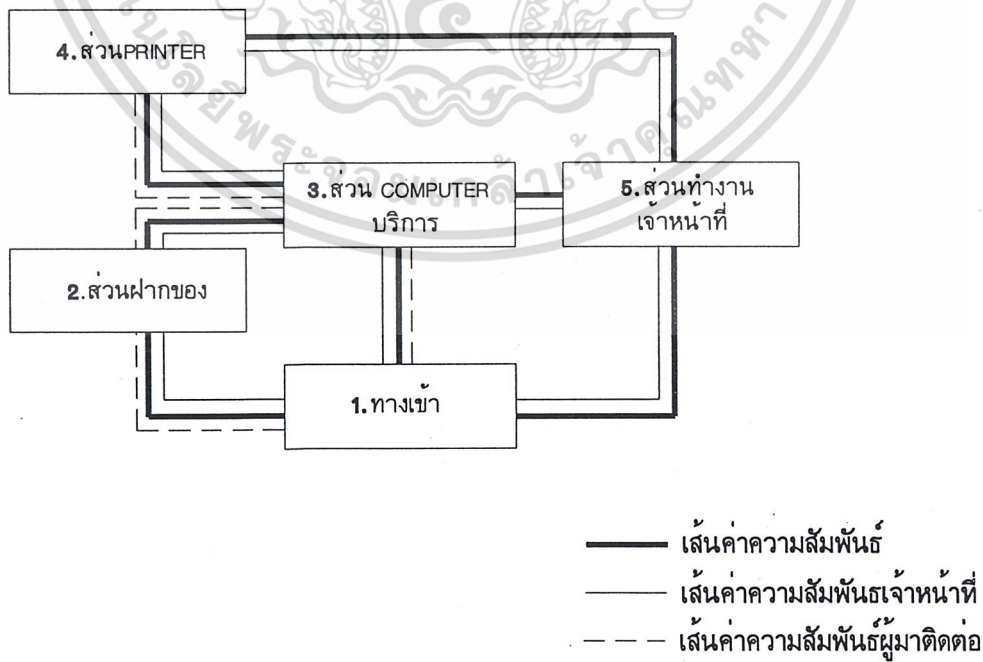 4.ส่วนPRINTER
3.ส่วน COMPUTER
บริการ
5.ส่วนทำงาน
เจ้าหน้าที่
2.ส่วนฝากของ
1.ทางเข้า
เส้นค่าความสัมพันธ์
เส้นค่าความสัมพันธเจ้าหน้าที่
เส้นค่าความสัมพันธ์ผู้มาติดต่อ